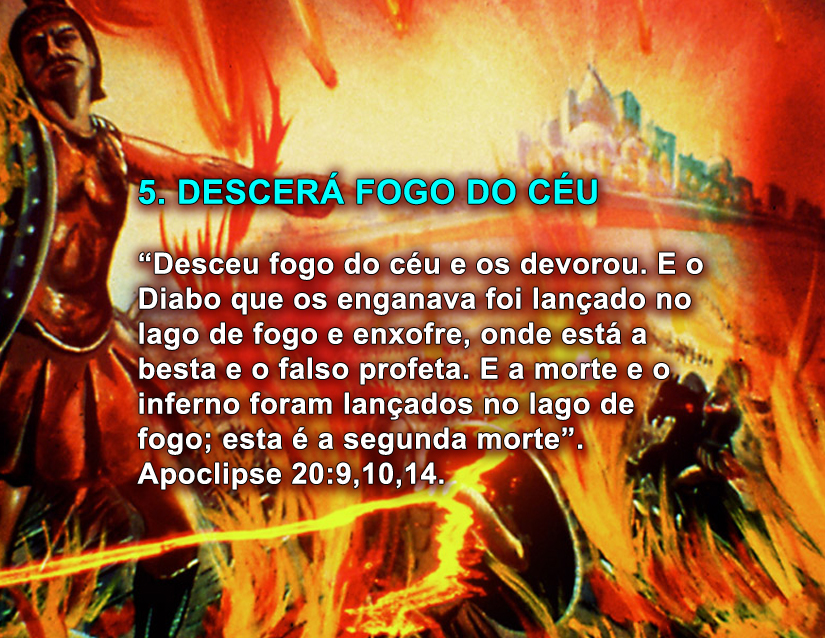 5. DESCERÁ FOGO DO CÉU
“Desceu fogo do céu e os devorou. E o
Diabo que os enganava foi lançado no
lago de fogo e enxofre, onde está a
besta e o falso profeta. E a morte e o
inferno foram lançados no lago de
fogo; esta é a segunda morte”.
Apoclipse 20:9,10,14.